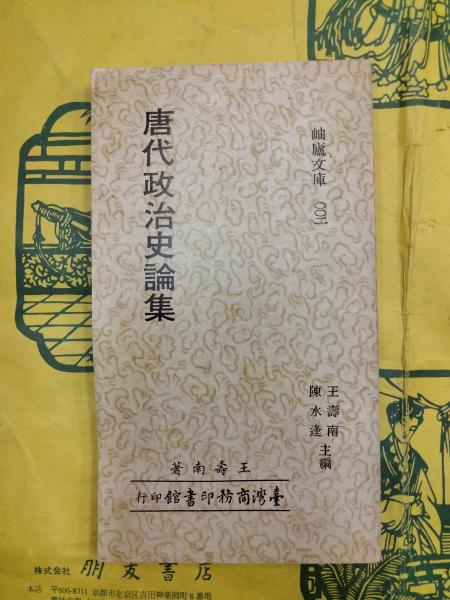 岫廬文庫 〇〇二
唐代政治史論集
王壽南
陳水逢
主編
王壽南著
臺灣商務印書館印行
株式会社 朋友書店
本店 〒606-8311 京都市左京区吉田神楽岡町8番地